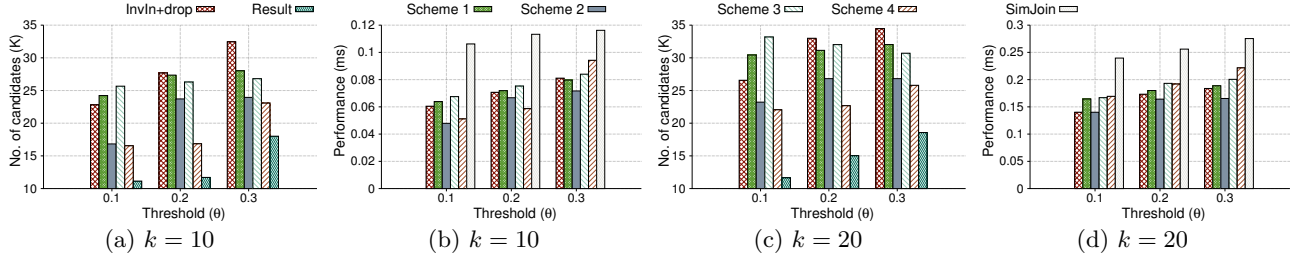 InvIn+drop Result Scheme 1 Scheme 2 Scheme 3 Scheme 4 SimJoin
No. of candidates (K)
35
30
25
20
15
10
0.1 0.2 0.3
Threshold (θ)
(a) k = 10
Performance (ms)
0.12
0.1
0.08
0.06
0.04
0.02
0
0.1 0.2 0.3
Threshold (θ)
(b) k = 10
No. of candidates (K)
35
30
25
20
15
10
0.1 0.2 0.3
Threshold (θ)
(c) k = 20
Performance (ms)
0.3
0.25
0.2
0.15
0.1
0.05
0
0.1 0.2 0.3
Threshold (θ)
(d) k = 20